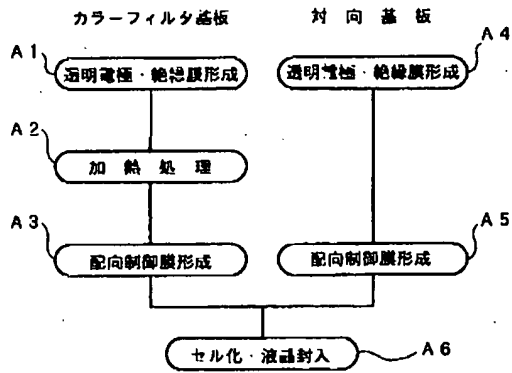 カラーフィルタ基板
対向基板
A1
透明電極・絶縁膜形成
A4
透明電極・絶縁膜形成
A2
加熱処理
A3
配向制御膜形成
A5
配向制御膜形成
セル化・液晶封入
A6